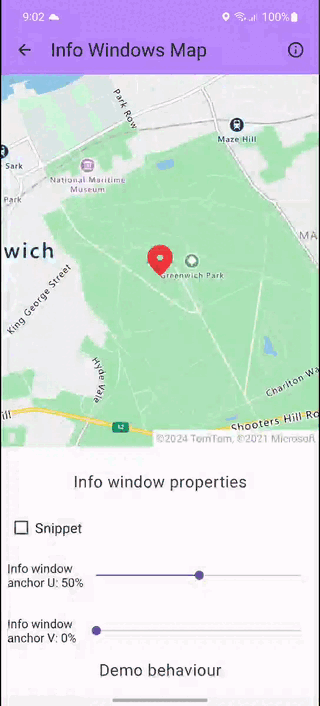 9:02
100%
Info Windows Map
Park Row
Maze Hill
Sark
National Maritime
Museum
Park
MA
wich
Greenwich Park
King George Street
Hyde Vale
Charlton Wa
ill
Shooters Hill Ro
©2024 TomTom, ©2021 Microsoft
Info window properties
Snippet
Info window
anchor U: 50%
Info window
anchor V: 0%
Demo behaviour